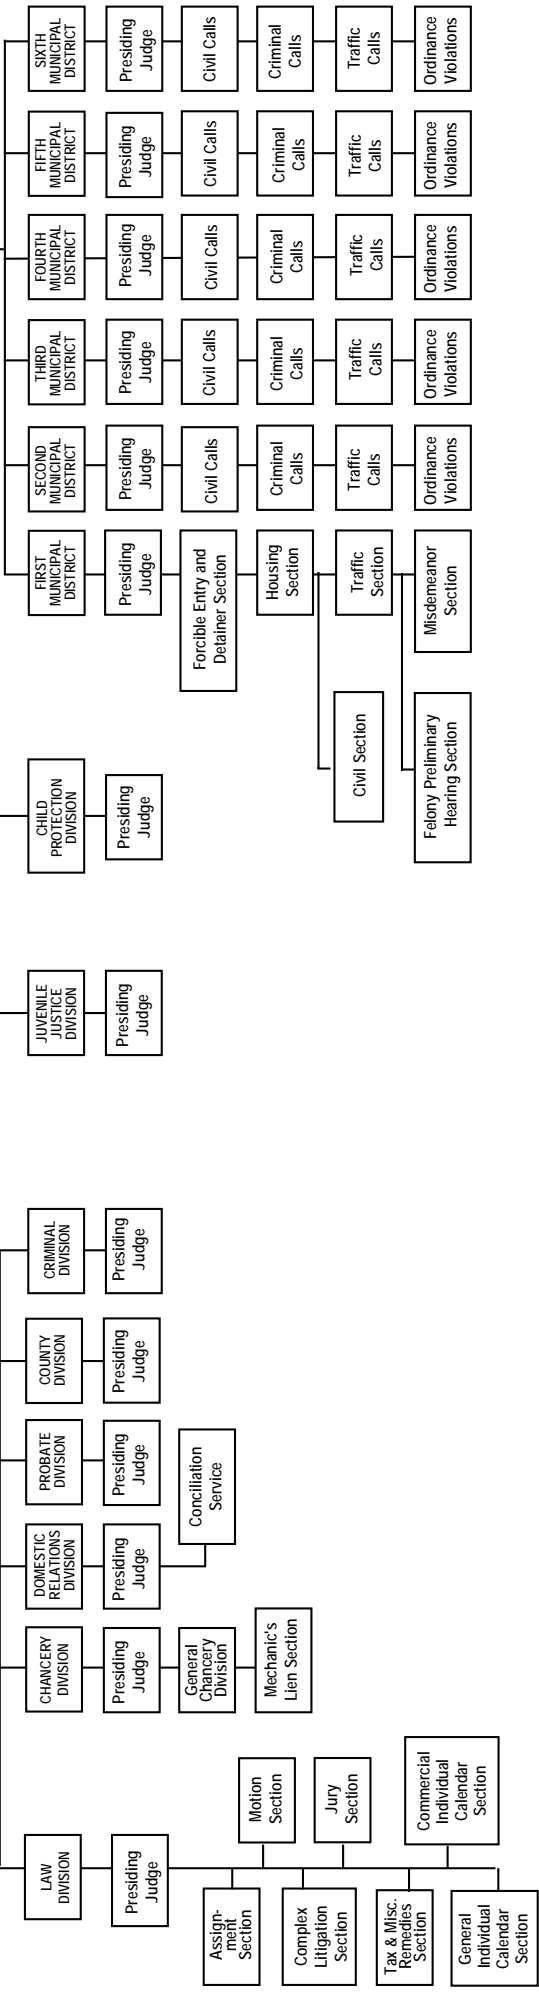 LAW
DIVISION
Presiding
Judge
Assign-
ment
Section
Motion
Section
Complex
Litigation
Section
Jury
Section
Tax & Misc.
Remedies
Section
Commercial
Individual
Calendar
Section
General
Individual
Calendar
Section
CHANCERY
DIVISION
Presiding
Judge
General
Chancery
Division
Mechanic's
Lien Section
DOMESTIC
RELATIONS
DIVISION
Presiding
Judge
Conciliation
Service
PROBATE
DIVISION
Presiding
Judge
COUNTY
DIVISION
Presiding
Judge
CRIMINAL
DIVISION
Presiding
Judge
JUVENILE
JUSTICE
DIVISION
Presiding
Judge
CHILD
PROTECTION
DIVISION
Presiding
Judge
FIRST
MUNICIPAL
DISTRICT
Presiding
Judge
Forcible Entry and
Detainer Section
Housing
Section
Civil Section
Traffic
Section
Felony Preliminary
Hearing Section
Misdemeanor
Section
SECOND
MUNICIPAL
DISTRICT
Presiding
Judge
Civil Calls
Criminal
Calls
Traffic
Calls
Ordinance
Violations
THIRD
MUNICIPAL
DISTRICT
Presiding
Judge
Civil Calls
Criminal
Calls
Traffic
Calls
Ordinance
Violations
FOURTH
MUNICIPAL
DISTRICT
Presiding
Judge
Civil Calls
Criminal
Calls
Traffic
Calls
Ordinance
Violations
FIFTH
MUNICIPAL
DISTRICT
Presiding
Judge
Civil Calls
Criminal
Calls
Traffic
Calls
Ordinance
Violations
SIXTH
MUNICIPAL
DISTRICT
Presiding
Judge
Civil Calls
Criminal
Calls
Traffic
Calls
Ordinance
Violations